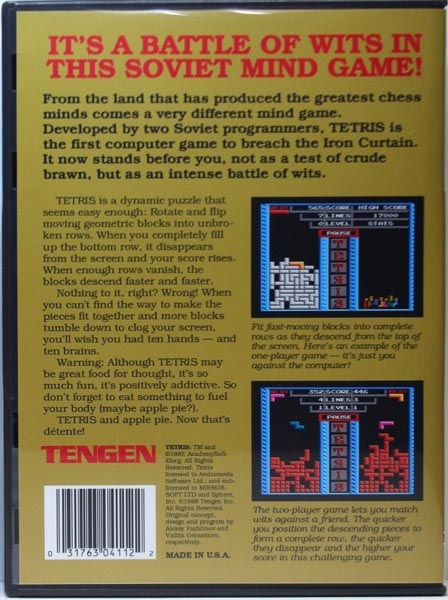 IT'S A BATTLE OF WITS IN
THIS SOVIET MIND GAME!
From the land that has produced the greatest chess
minds comes a very different mind game.
Developed by two Soviet programmers, TETRIS is
the first computer game to breach the Iron Curtain.
It now stands before you, not as a test of crude
brawn, but as an intense battle of wits.
TETRIS is a dynamic puzzle that
seems easy enough: Rotate and flip
moving geometric blocks into unbro-
ken rows. When you completely fill
up the bottom row, it disappears
from the screen and your score rises.
When enough rows vanish, the
blocks descend faster and faster.
Nothing to it, right? Wrong! When
you can't find the way to make the
pieces fit together and more blocks
tumble down to clog your screen,
you'll wish you had ten hands — and
ten brains.
Warning: Although TETRIS may
be great food for thought, it's so
much fun, it's positively addictive. So
don't forget to eat something to fuel
your body (maybe apple pie?).
TETRIS and apple pie. Now that's
détente!
565 SCORE HIGH SCORE
7 LINES 17000
0 LEVEL STATS
PAUSE
Fit fast-moving blocks into complete
rows as they descend from the top of
the screen. Here's an example of the
one-player game — it's just you
against the computer!
352 SCORE 446
4 LINES 3
1 LEVEL 1
PAUSE
The two-player game lets you match
wits against a friend. The quicker
you position the descending pieces to
form a complete row, the quicker
they disappear and the higher your
score in this challenging game.
TENGEN
TETRIS: TM and
©1987, AcademySoft-
Elorg. All Rights
Reserved. Tetris
licensed to Andromeda
Software Ltd.; and sub-
licensed to MIRROR-
SOFT LTD and Sphere,
Inc. ©1988 Tengen Inc.
All Rights Reserved.
Original concept,
design and program by
Alexey Pazhitnov and
Vadim Gerasimov,
respectively.
MADE IN U.S.A.
0 31763 04112 2